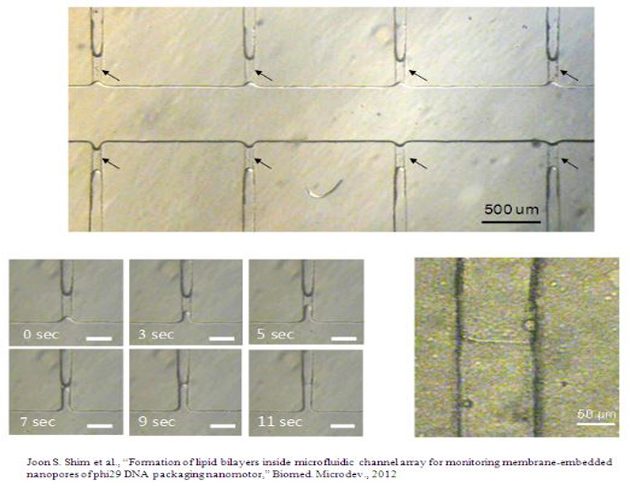 500 um
0 sec
3 sec
5 sec
7 sec
9 sec
11 sec
50 µm
Joon S. Shim et al., “Formation of lipid bilayers inside microfluidic channel array for monitoring membrane-embedded
nanopores of phi29 DNA packaging nanomotor,” Biomed. Microdev., 2012